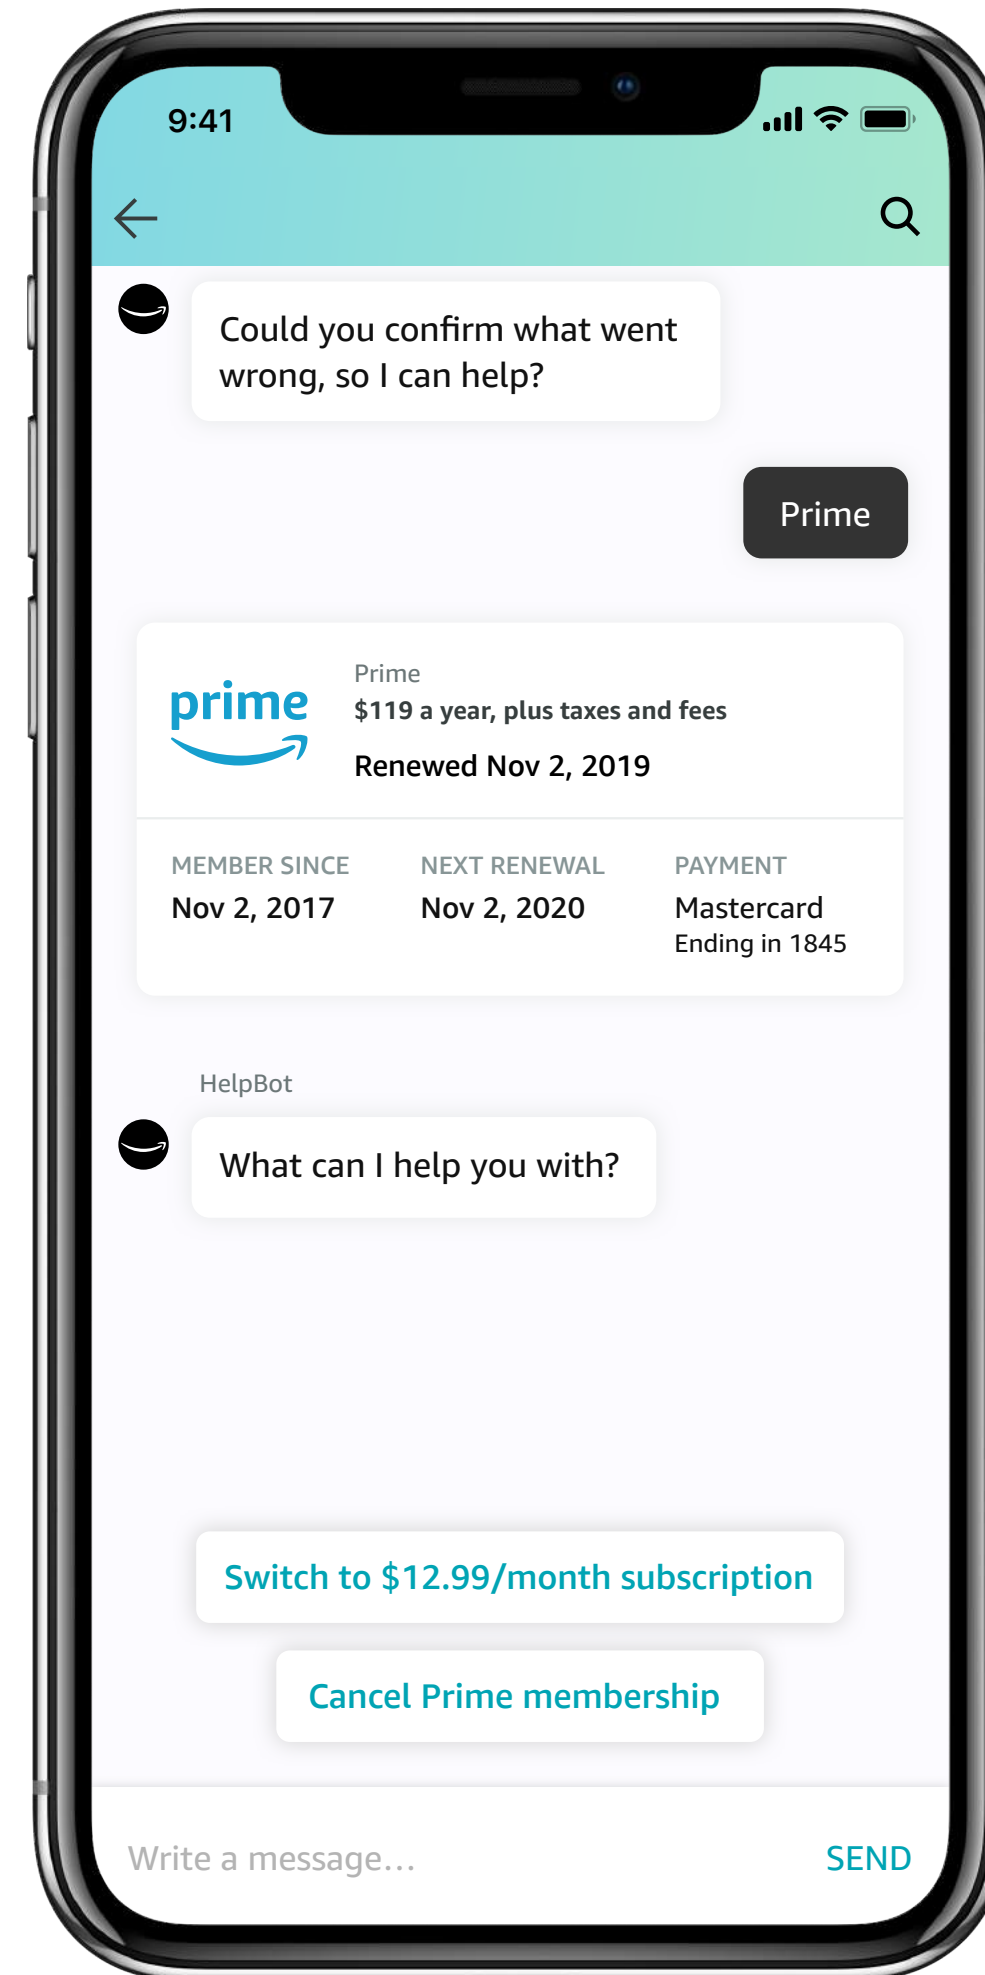 9:41
Could you confirm what went
wrong, so I can help?
Prime
prime
Prime
$119 a year, plus taxes and fees
Renewed Nov 2, 2019
MEMBER SINCE
Nov 2, 2017
NEXT RENEWAL
Nov 2, 2020
PAYMENT
Mastercard
Ending in 1845
HelpBot
What can I help you with?
Switch to $12.99/month subscription
Cancel Prime membership
Write a message...
SEND